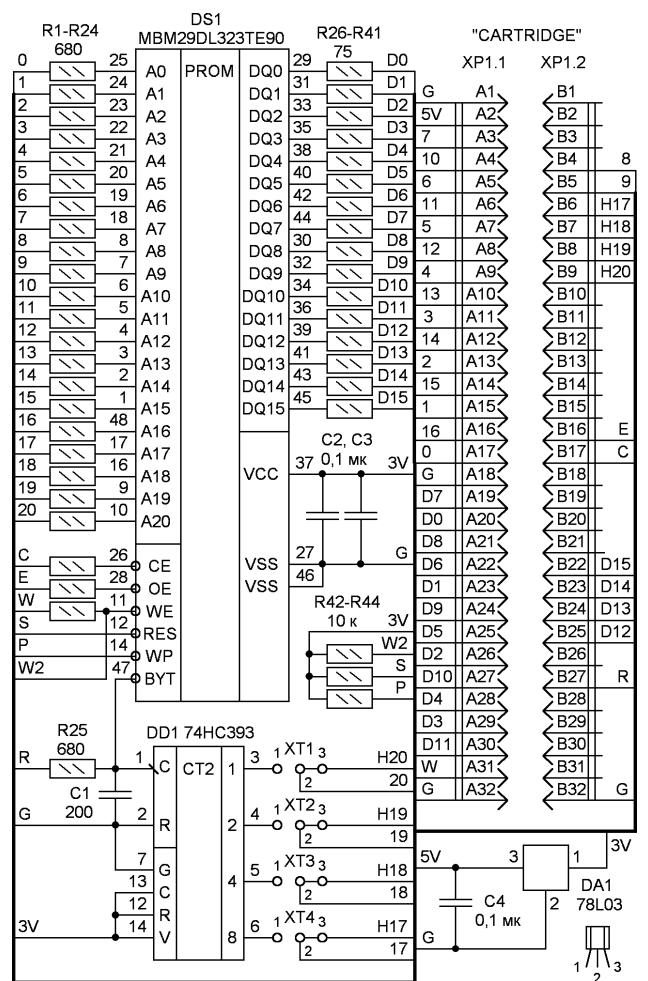 DS1
R1-R24
680
MBM29DL323TE90
R26-R41
75
"CARTRIDGE"
XP1.1 XP1.2
PROM
0 25 A0 DQ0 29 D0
1 24 A1 DQ1 31 D1
2 23 A2 DQ2 33 D2
3 22 A3 DQ3 35 D3
4 21 A4 DQ4 38 D4
5 20 A5 DQ5 40 D5
6 19 A6 DQ6 42 D6
7 18 A7 DQ7 44 D7
8 8 A8 DQ8 30 D8
9 7 A9 DQ9 32 D9
10 6 A10 DQ10 34 D10
11 5 A11 DQ11 36 D11
12 4 A12 DQ12 39 D12
13 3 A13 DQ13 41 D13
14 2 A14 DQ14 43 D14
15 1 A15 DQ15 45 D15
16 48 A16
17 17 A17
18 16 A18
19 9 A19
20 10 A20
C2, C3
0,1 мк
VCC 37 3V
VSS 27 G
VSS 46
C 26 CE
E 28 OE
W 11 WE
S 12 RES
P 14 WP
W2 47 BYT
R42-R44
10 к
3V
W2
S
P
G A1 B1
5V A2 B2
7 A3 B3
10 A4 B4 8
6 A5 B5 9
11 A6 B6 H17
5 A7 B7 H18
12 A8 B8 H19
4 A9 B9 H20
13 A10 B10
3 A11 B11
14 A12 B12
2 A13 B13
15 A14 B14
1 A15 B15
16 A16 B16 E
0 A17 B17 C
G A18 B18
D7 A19 B19
D0 A20 B20
D8 A21 B21
D6 A22 B22 D15
D1 A23 B23 D14
D9 A24 B24 D13
D5 A25 B25 D12
D2 A26 B26
D10 A27 B27 R
D4 A28 B28
D3 A29 B29
D11 A30 B30
W A31 B31
G A32 B32 G
R25
680
DD1 74HC393
R 1 C CT2 1 3 1 XT1 3 H20
2 20
C1
200
G 2 R 2 4 1 XT2 3 H19
2 19
7 G 4 5 1 XT3 3 H18
13 C 2 18
12 R
3V 14 V 8 6 1 XT4 3 H17
2 17
5V 3 1 3V
2
DA1
78L03
C4
0,1 мк
G
1 2 3